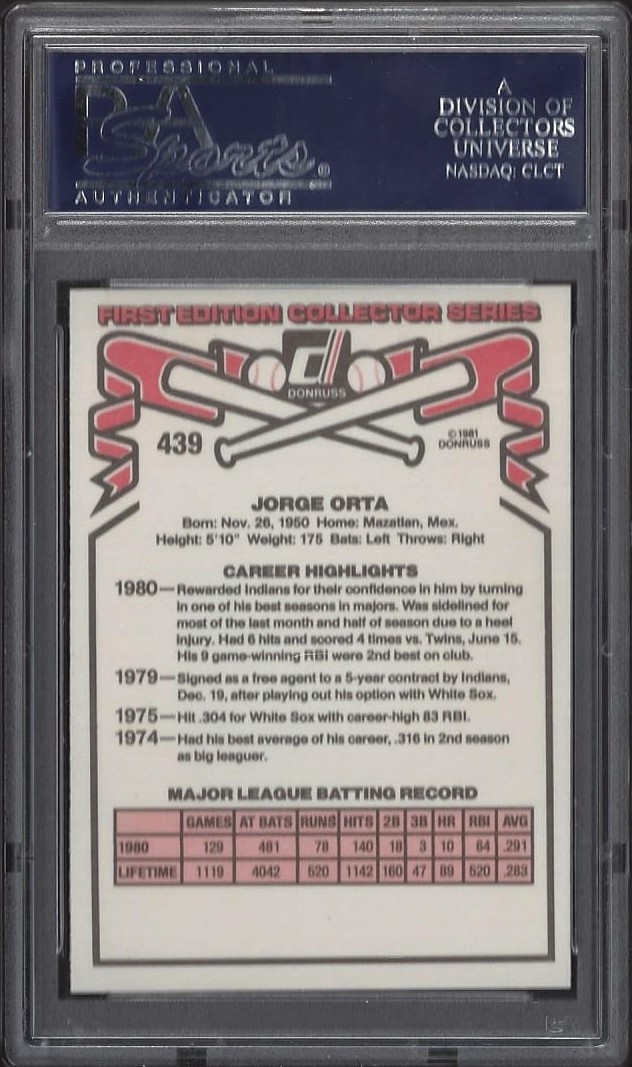 PROFESSIONAL
PSA
Sports®
AUTHENTICATOR
A
DIVISION OF
COLLECTORS
UNIVERSE
NASDAQ: CLCT
FIRST EDITION COLLECTOR SERIES
d
DONRUSS
439
© 1981
DONRUSS
JORGE ORTA
Born: Nov. 26, 1950 Home: Mazatlan, Mex.
Height: 5'10" Weight: 175 Bats: Left Throws: Right
CAREER HIGHLIGHTS
1980—Rewarded Indians for their confidence in him by turning
in one of his best seasons in majors. Was sidelined for
most of the last month and half of season due to a heel
injury. Had 6 hits and scored 4 times vs. Twins, June 15.
His 9 game-winning RBI were 2nd best on club.
1979—Signed as a free agent to a 5-year contract by Indians,
Dec. 19, after playing out his option with White Sox.
1975—Hit .304 for White Sox with career-high 83 RBI.
1974—Had his best average of his career, .316 in 2nd season
as big leaguer.
MAJOR LEAGUE BATTING RECORD
GAMES AT BATS RUNS HITS 2B 3B HR RBI AVG
1980 129 481 78 140 18 3 10 64 .291
LIFETIME 1119 4042 520 1142 160 47 89 520 .283